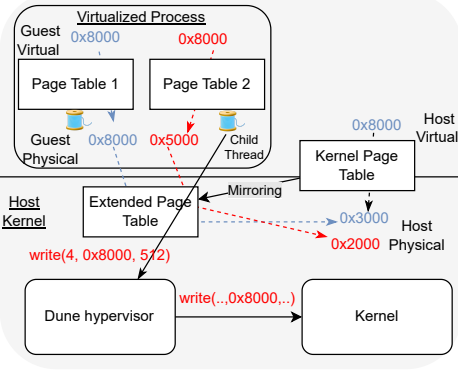 Virtualized Process
Guest
Virtual
0x8000
0x8000
Page Table 1
Page Table 2
Guest
Physical
0x8000
0x5000
Child
Thread
0x8000
Host
Virtual
Kernel Page
Table
Mirroring
Host
Kernel
Extended Page
Table
0x3000
0x2000
Host
Physical
write(4, 0x8000, 512)
write(..,0x8000,..)
Dune hypervisor
Kernel